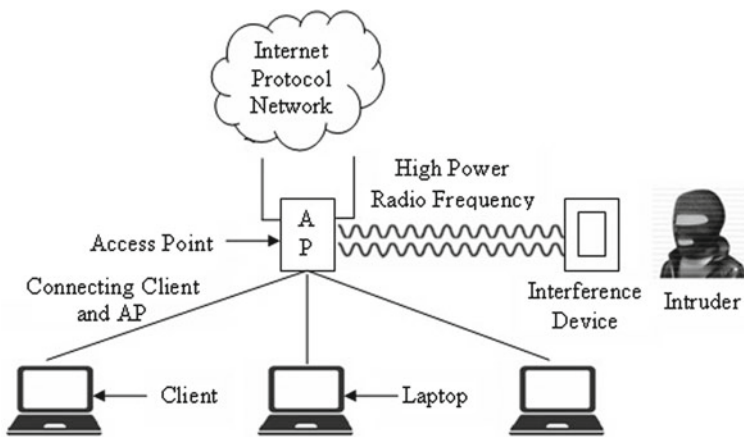 Internet
Protocol
Network
High Power
Radio Frequency
A
P
Access Point
Connecting Client
and AP
Interference
Device
Intruder
Client
Laptop